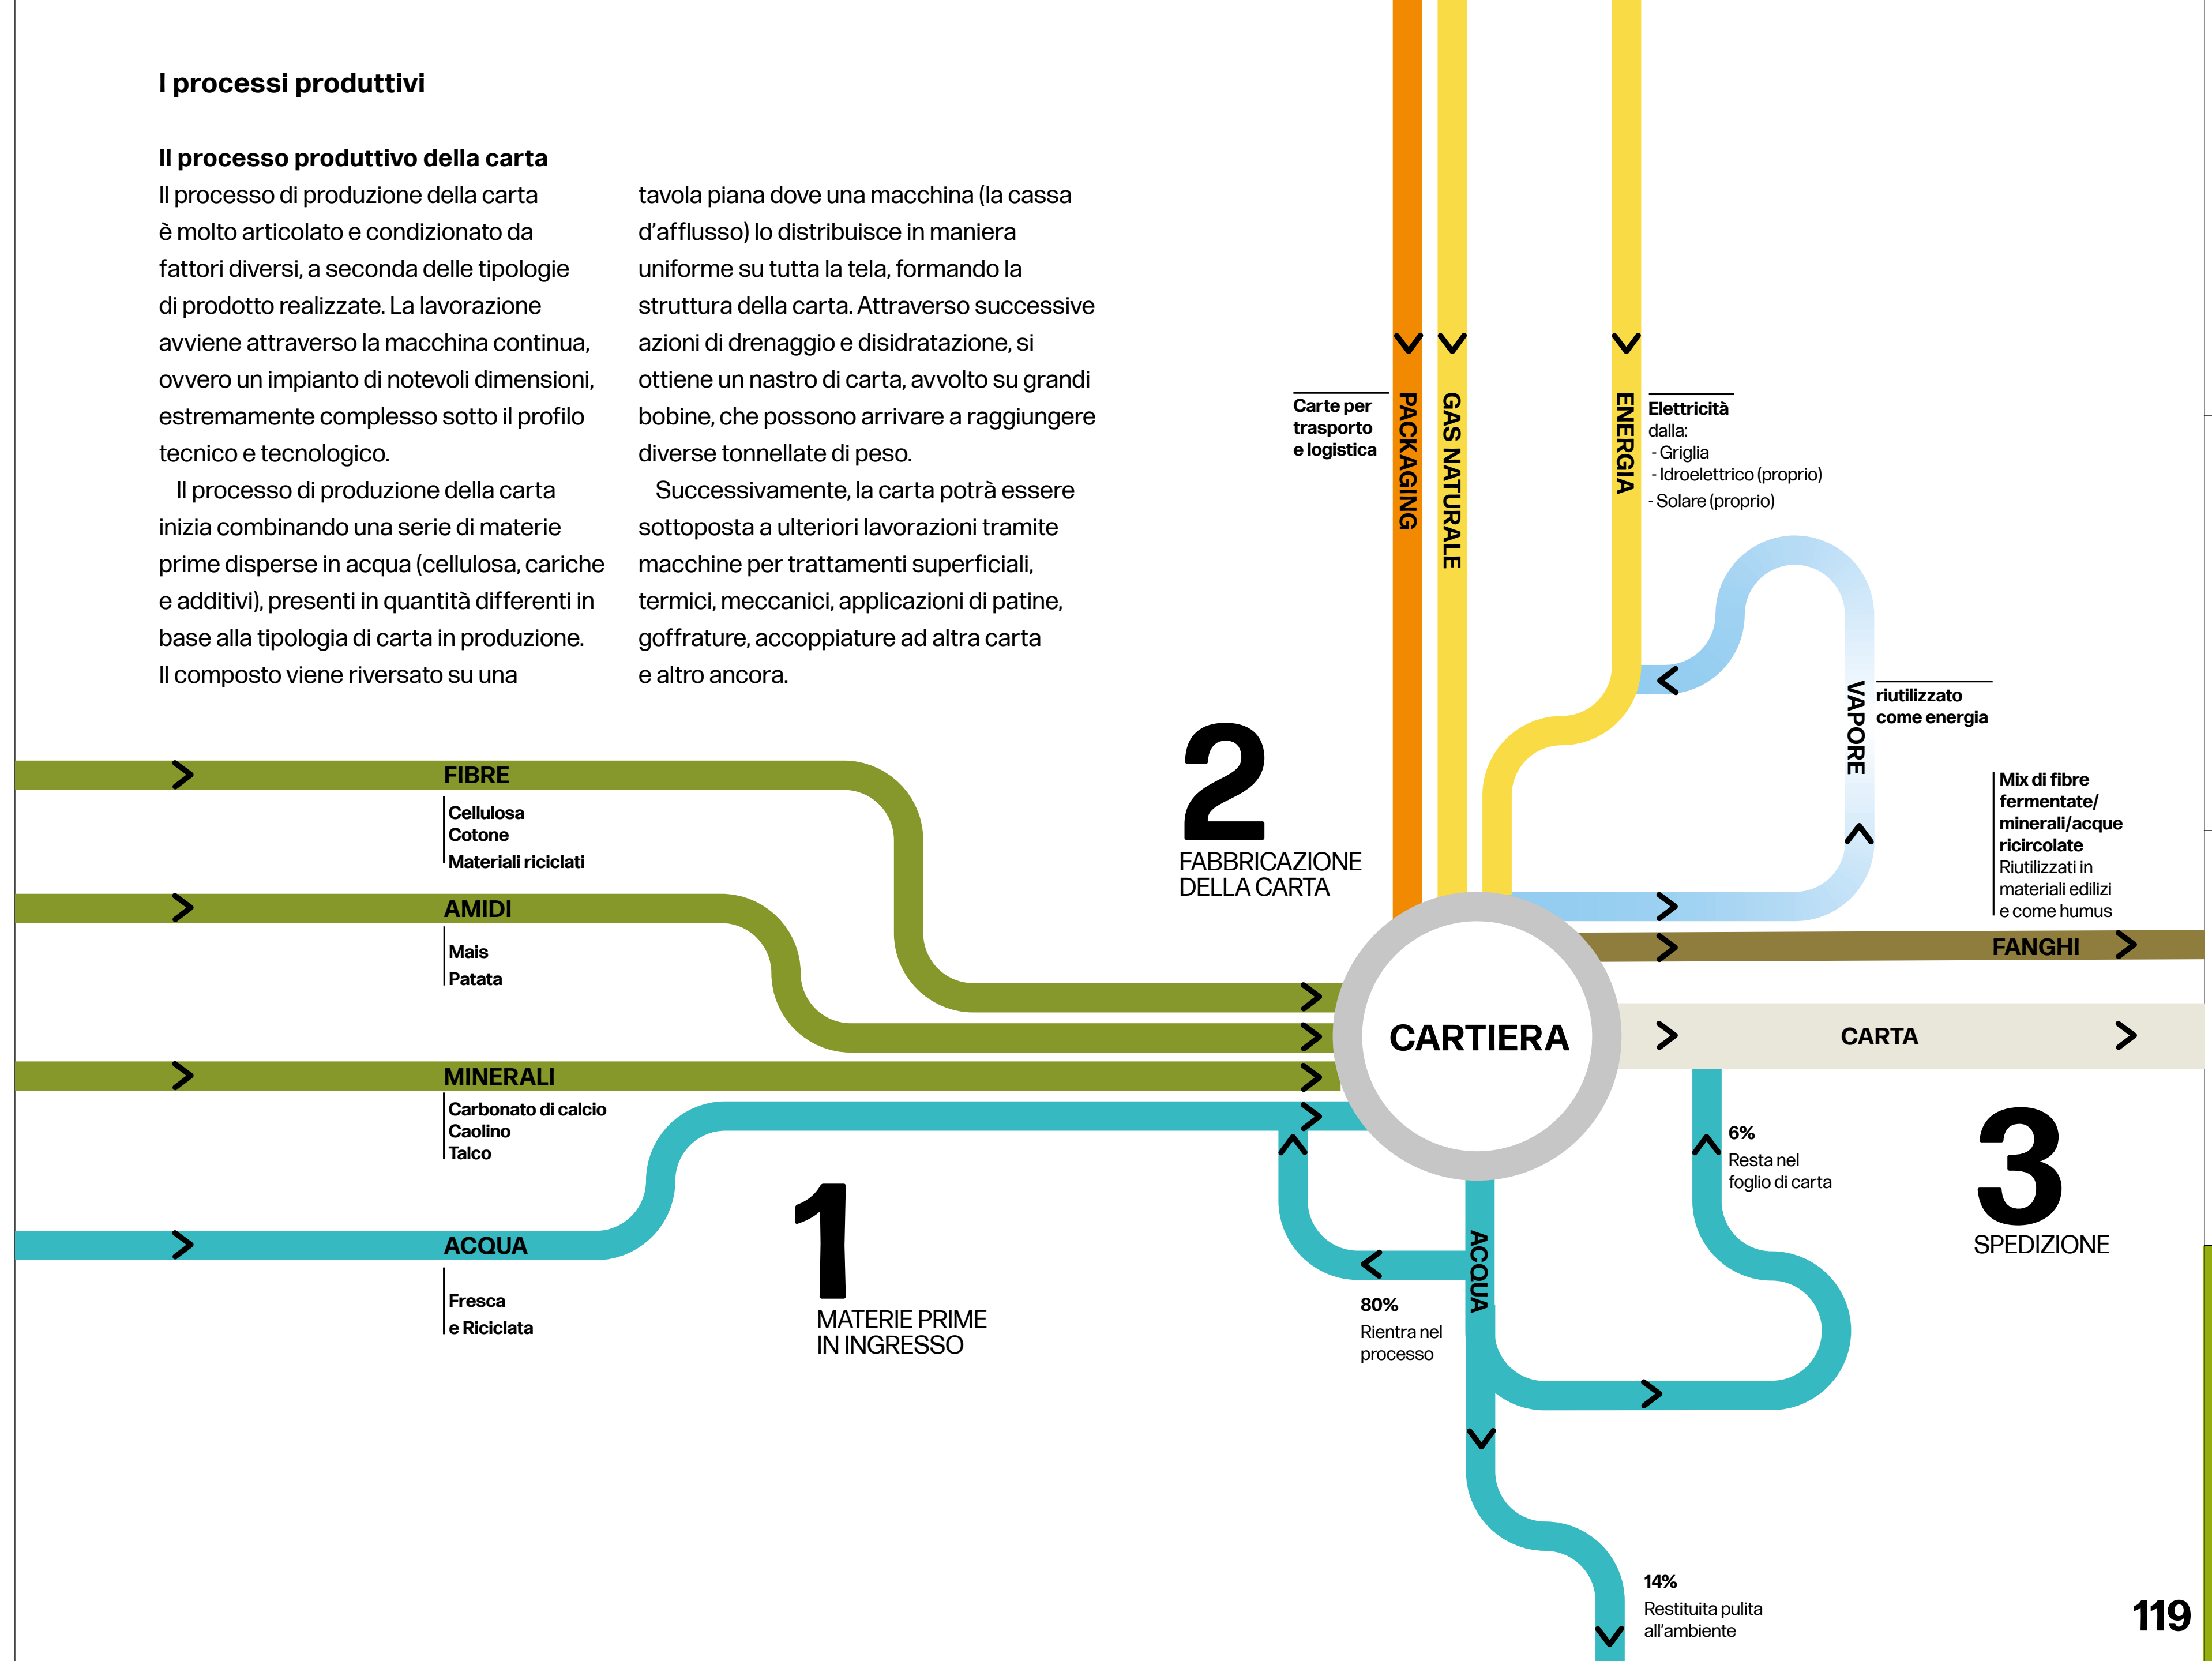 I processi produttivi
Il processo produttivo della carta
Il processo di produzione della carta
è molto articolato e condizionato da
fattori diversi, a seconda delle tipologie
di prodotto realizzate. La lavorazione
avviene attraverso la macchina continua,
ovvero un impianto di notevoli dimensioni,
estremamente complesso sotto il profilo
tecnico e tecnologico.
Il processo di produzione della carta
inizia combinando una serie di materie
prime disperse in acqua (cellulosa, cariche
e additivi), presenti in quantità differenti in
base alla tipologia di carta in produzione.
Il composto viene riversato su una
tavola piana dove una macchina (la cassa
d’afflusso) lo distribuisce in maniera
uniforme su tutta la tela, formando la
struttura della carta. Attraverso successive
azioni di drenaggio e disidratazione, si
ottiene un nastro di carta, avvolto su grandi
bobine, che possono arrivare a raggiungere
diverse tonnellate di peso.
Successivamente, la carta potrà essere
sottoposta a ulteriori lavorazioni tramite
macchine per trattamenti superficiali,
termici, meccanici, applicazioni di patine,
goffrature, accoppiature ad altra carta
e altro ancora.
Carte per
trasporto
e logistica
PACKAGING
GAS NATURALE
ENERGIA
Elettricità
dalla:
- Griglia
- Idroelettrico (proprio)
- Solare (proprio)
VAPORE
riutilizzato
come energia
2
FABBRICAZIONE
DELLA CARTA
FIBRE
Cellulosa
Cotone
Materiali riciclati
AMIDI
Mais
Patata
MINERALI
Carbonato di calcio
Caolino
Talco
ACQUA
Fresca
e Riciclata
1
MATERIE PRIME
IN INGRESSO
CARTIERA
Mix di fibre
fermentate/
minerali/acque
ricircolate
Riutilizzati in
materiali edilizi
e come humus
FANGHI
CARTA
6%
Resta nel
foglio di carta
3
SPEDIZIONE
ACQUA
80%
Rientra nel
processo
14%
Restituita pulita
all’ambiente
119